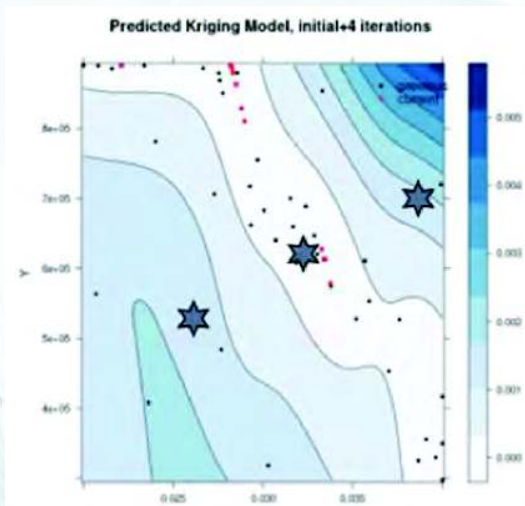 Predicted Kriging Model, initial+4 iterations
previous
current
8e-05
7e-05
6e-05
5e-05
4e-05
Y
0.025
0.030
0.035
0.005
0.004
0.003
0.002
0.001
0.000